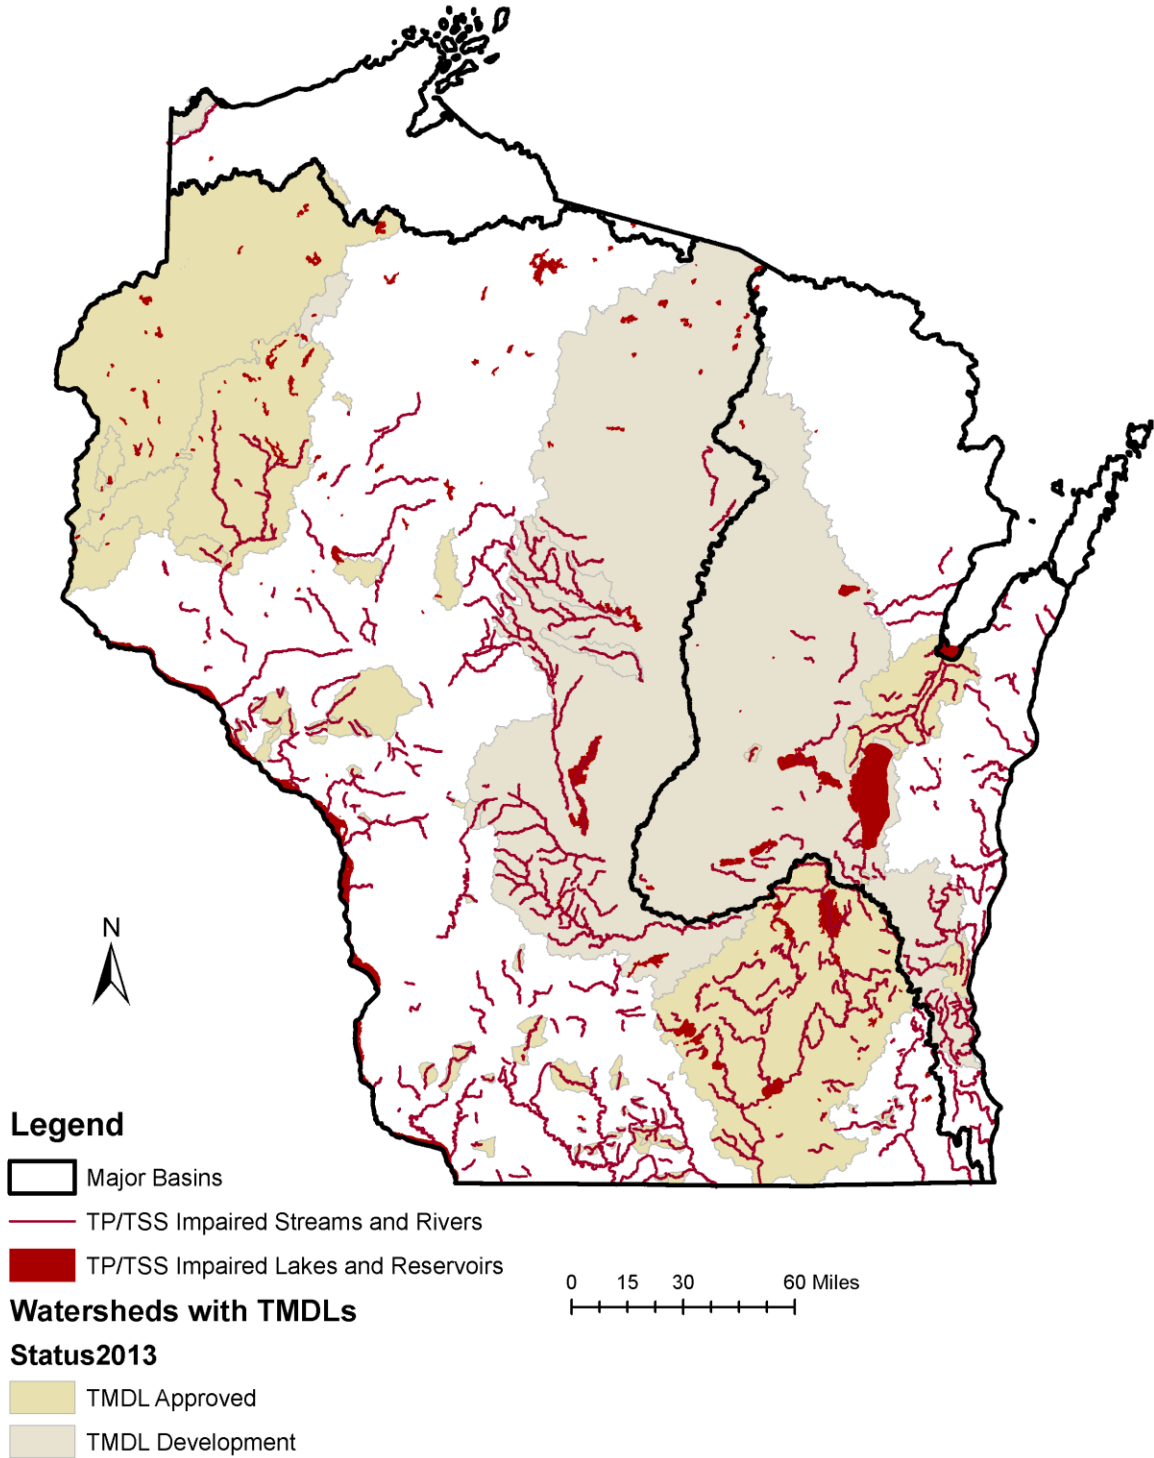 N
Legend
Major Basins
TP/TSS Impaired Streams and Rivers
TP/TSS Impaired Lakes and Reservoirs
0 15 30 60 Miles
Watersheds with TMDLs
Status2013
TMDL Approved
TMDL Development